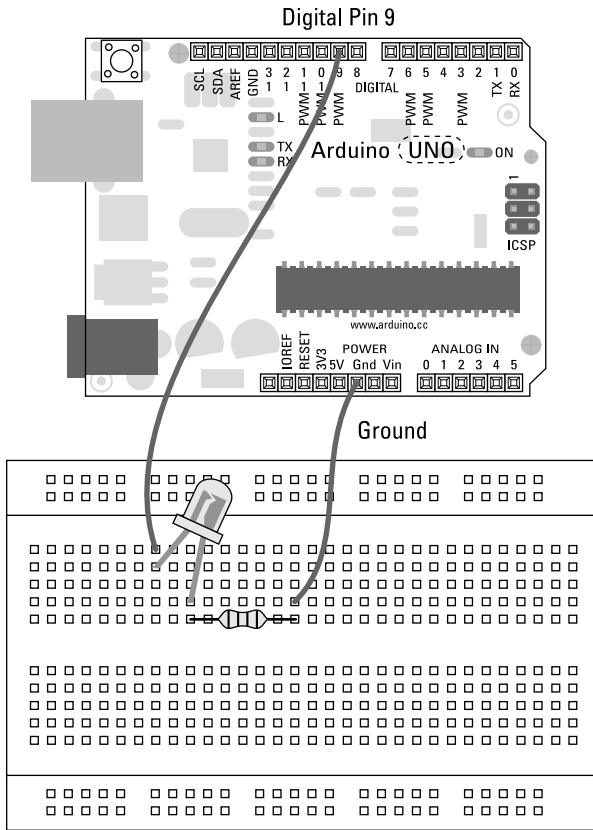 Digital Pin 9
SCL
SDA
AREF
GND
13
12
11
10
9
8
7
6
5
4
3
2
1
0
PWM
PWM
PWM
DIGITAL
PWM
PWM
PWM
TX
RX
L
TX
RX
Arduino UNO
ON
1
ICSP
www.arduino.cc
IOREF
RESET
3V3
5V
Gnd
Vin
POWER
ANALOG IN
0 1 2 3 4 5
Ground